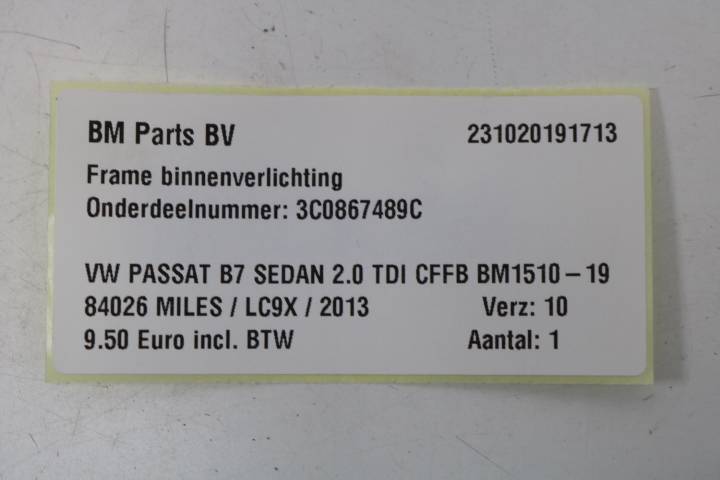 BM Parts BV 231020191713
Frame binnenverlichting
Onderdeelnummer: 3C0867489C
VW PASSAT B7 SEDAN 2.0 TDI CFFB BM1510-19
84026 MILES / LC9X / 2013 Verz: 10
9.50 Euro incl. BTW Aantal: 1